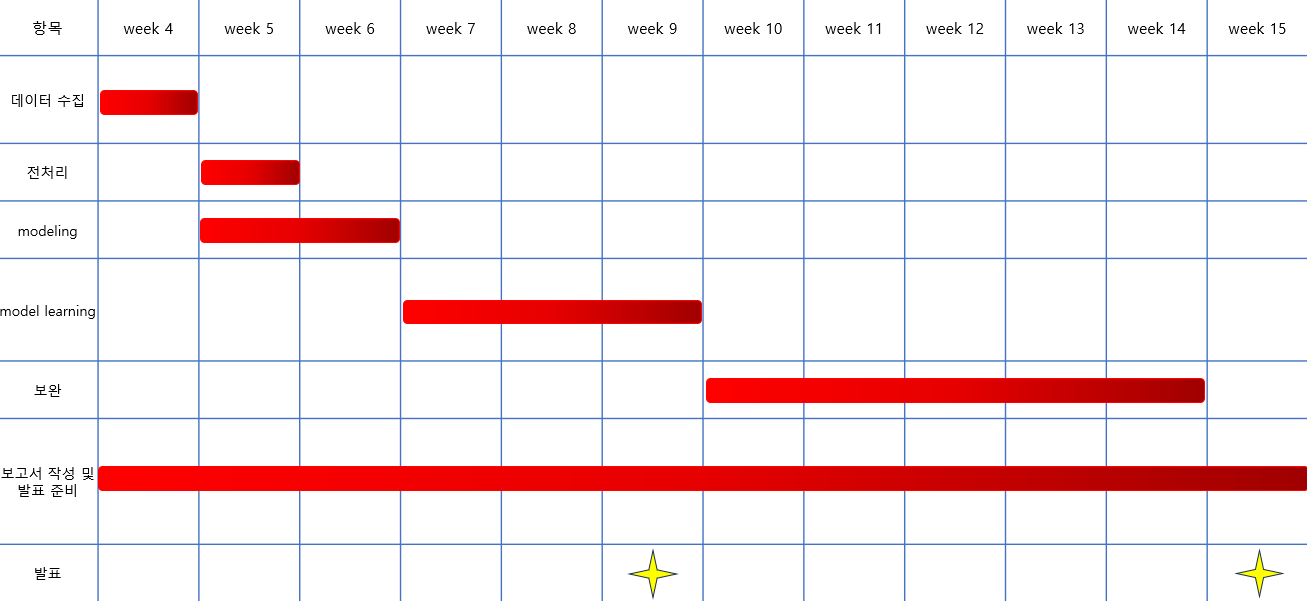 항목 week 4 week 5 week 6 week 7 week 8 week 9 week 10 week 11 week 12 week 13 week 14 week 15
데이터 수집
전처리
modeling
model learning
보완
보고서 작성 및
발표 준비
발표